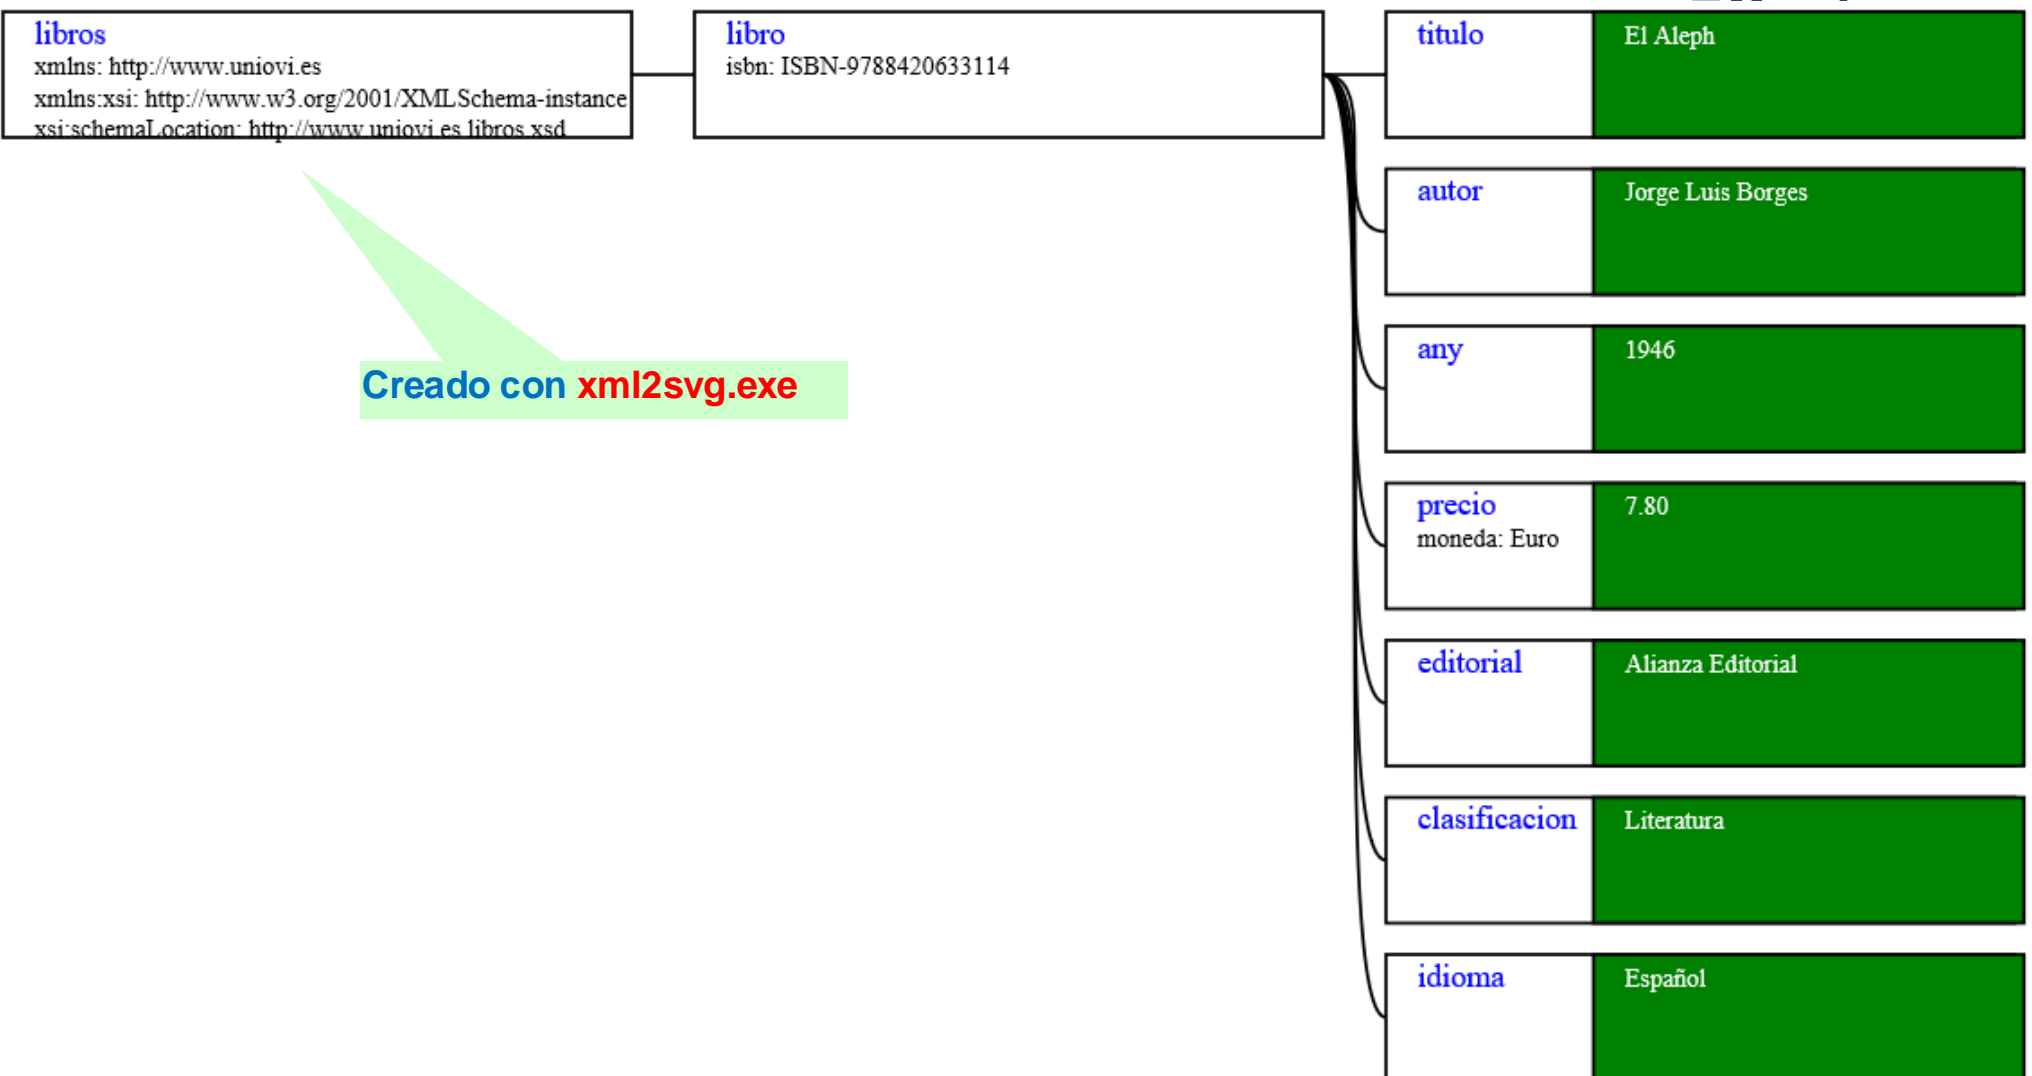 libros
xmlns: http://www.uniovi.es
xmlns:xsi: http://www.w3.org/2001/XMLSchema-instance
xsi:schemaLocation: http://www.uniovi.es libros.xsd
libro
isbn: ISBN-9788420633114
titulo
El Aleph
autor
Jorge Luis Borges
any
1946
Creado con xml2svg.exe
precio
moneda: Euro
7.80
editorial
Alianza Editorial
clasificacion
Literatura
idioma
Español